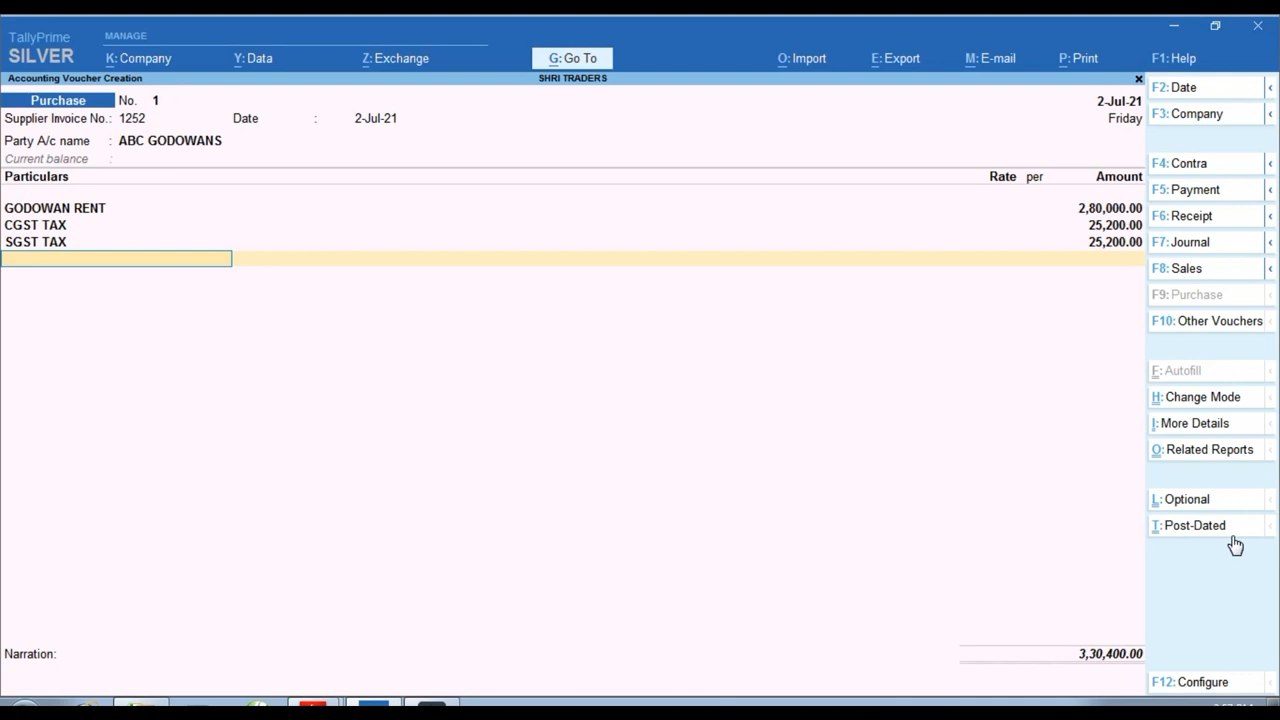 TallyPrime
MANAGE
SILVER
K: Company
Y: Data
Z: Exchange
G: Go To
O: Import
E: Export
M: E-mail
P: Print
F1: Help
Accounting Voucher Creation
SHRI TRADERS
×
Purchase No. 1
2-Jul-21
Supplier Invoice No.: 1252 Date : 2-Jul-21
Friday
Party A/c name : ABC GODOWANS
Current balance :
Particulars Rate per Amount
GODOWAN RENT 2,80,000.00
CGST TAX 25,200.00
SGST TAX 25,200.00
Narration: 3,30,400.00
F2: Date
F3: Company
F4: Contra
F5: Payment
F6: Receipt
F7: Journal
F8: Sales
F9: Purchase
F10: Other Vouchers
F: Autofill
H: Change Mode
I: More Details
O: Related Reports
L: Optional
T: Post-Dated
F12: Configure